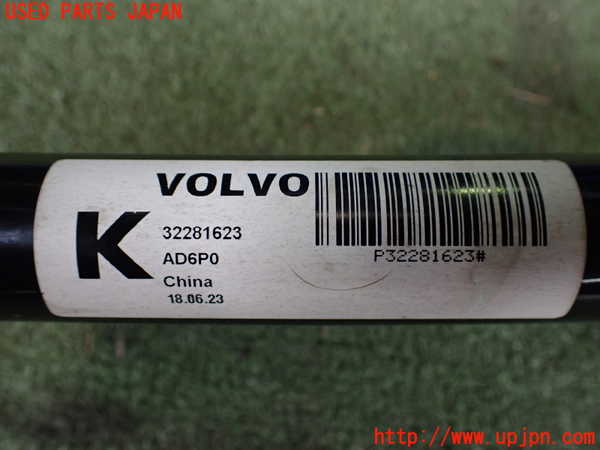 USED PARTS JAPAN
VOLVO
K
32281623
AD6P0
China
18.06.23
P32281623#
http://www.upjpn.com/